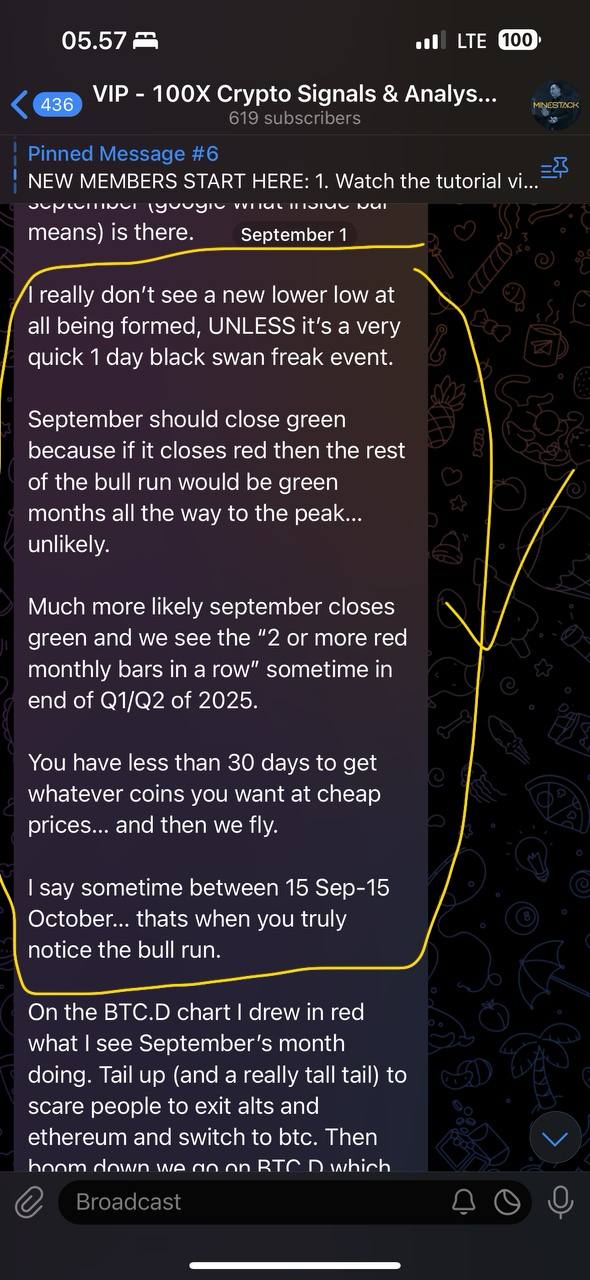 05.57
LTE
100
436
VIP - 100X Crypto Signals & Analys...
619 subscribers
MINESTACK
Pinned Message #6
NEW MEMBERS START HERE: 1. Watch the tutorial vi...
september (google what inside bar
means) is there.
September 1
I really don't see a new lower low at
all being formed, UNLESS it's a very
quick 1 day black swan freak event.
September should close green
because if it closes red then the rest
of the bull run would be green
months all the way to the peak...
unlikely.
Much more likely september closes
green and we see the “2 or more red
monthly bars in a row” sometime in
end of Q1/Q2 of 2025.
You have less than 30 days to get
whatever coins you want at cheap
prices... and then we fly.
I say sometime between 15 Sep-15
October... thats when you truly
notice the bull run.
On the BTC.D chart I drew in red
what I see September's month
doing. Tail up (and a really tall tail) to
scare people to exit alts and
ethereum and switch to btc. Then
boom down we go on BTC.D which
Broadcast